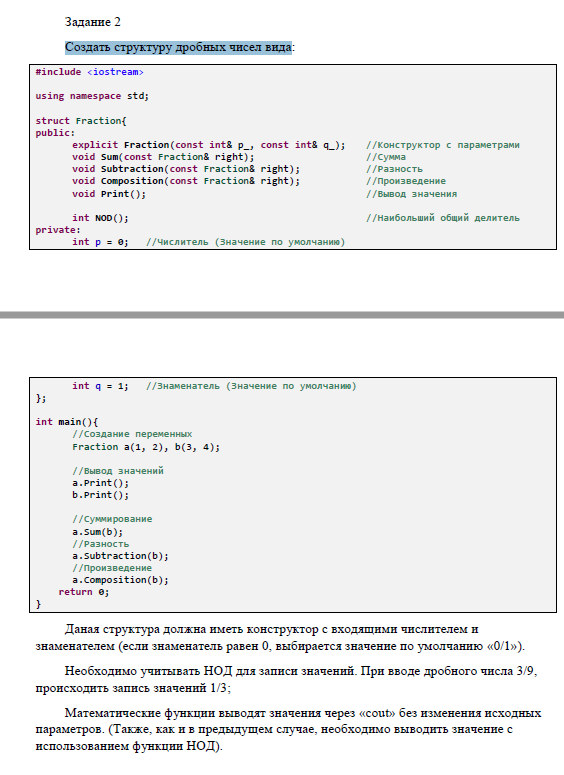 Задание 2
Создать структуру дробных чисел вида:
#include <iostream>
using namespace std;
struct Fraction{
public:
explicit Fraction(const int& p_, const int& q_); //Конструктор с параметрами
void Sum(const Fraction& right); //Сумма
void Subtraction(const Fraction& right); //Разность
void Composition(const Fraction& right); //Произведение
void Print(); //Вывод значения
int NOD(); //Наибольший общий делитель
private:
int p = 0; //Числитель (Значение по умолчанию)
int q = 1; //Знаменатель (Значение по умолчанию)
};
int main(){
//Создание переменных
Fraction a(1, 2), b(3, 4);
//Вывод значений
a.Print();
b.Print();
//Суммирование
a.Sum(b);
//Разность
a.Subtraction(b);
//Произведение
a.Composition(b);
return 0;
}
Даная структура должна иметь конструктор с входящими числителем и
знаменателем (если знаменатель равен 0, выбирается значение по умолчанию «0/1»).
Необходимо учитывать НОД для записи значений. При вводе дробного числа 3/9,
происходить запись значений 1/3;
Математические функции выводят значения через «cout» без изменения исходных
параметров. (Также, как и в предыдущем случае, необходимо выводить значение с
использованием функции НОД).